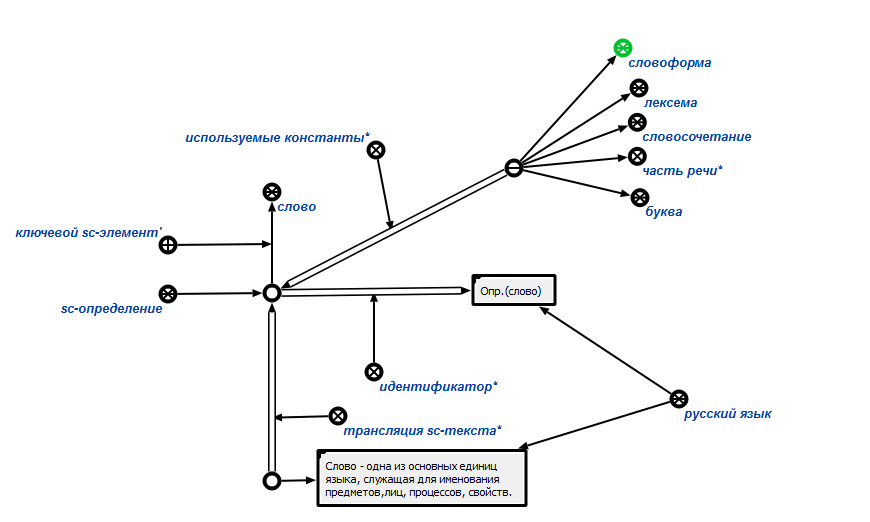 словоформа
лексема
используемые константы*
словосочетание
часть речи*
слово
буква
ключевой sc-элемент'
Опр.(слово)
sc-определение
идентификатор*
русский язык
трансляция sc-текста*
Слово - одна из основных единиц
языка, служащая для именования
предметов,лиц, процессов, свойств.